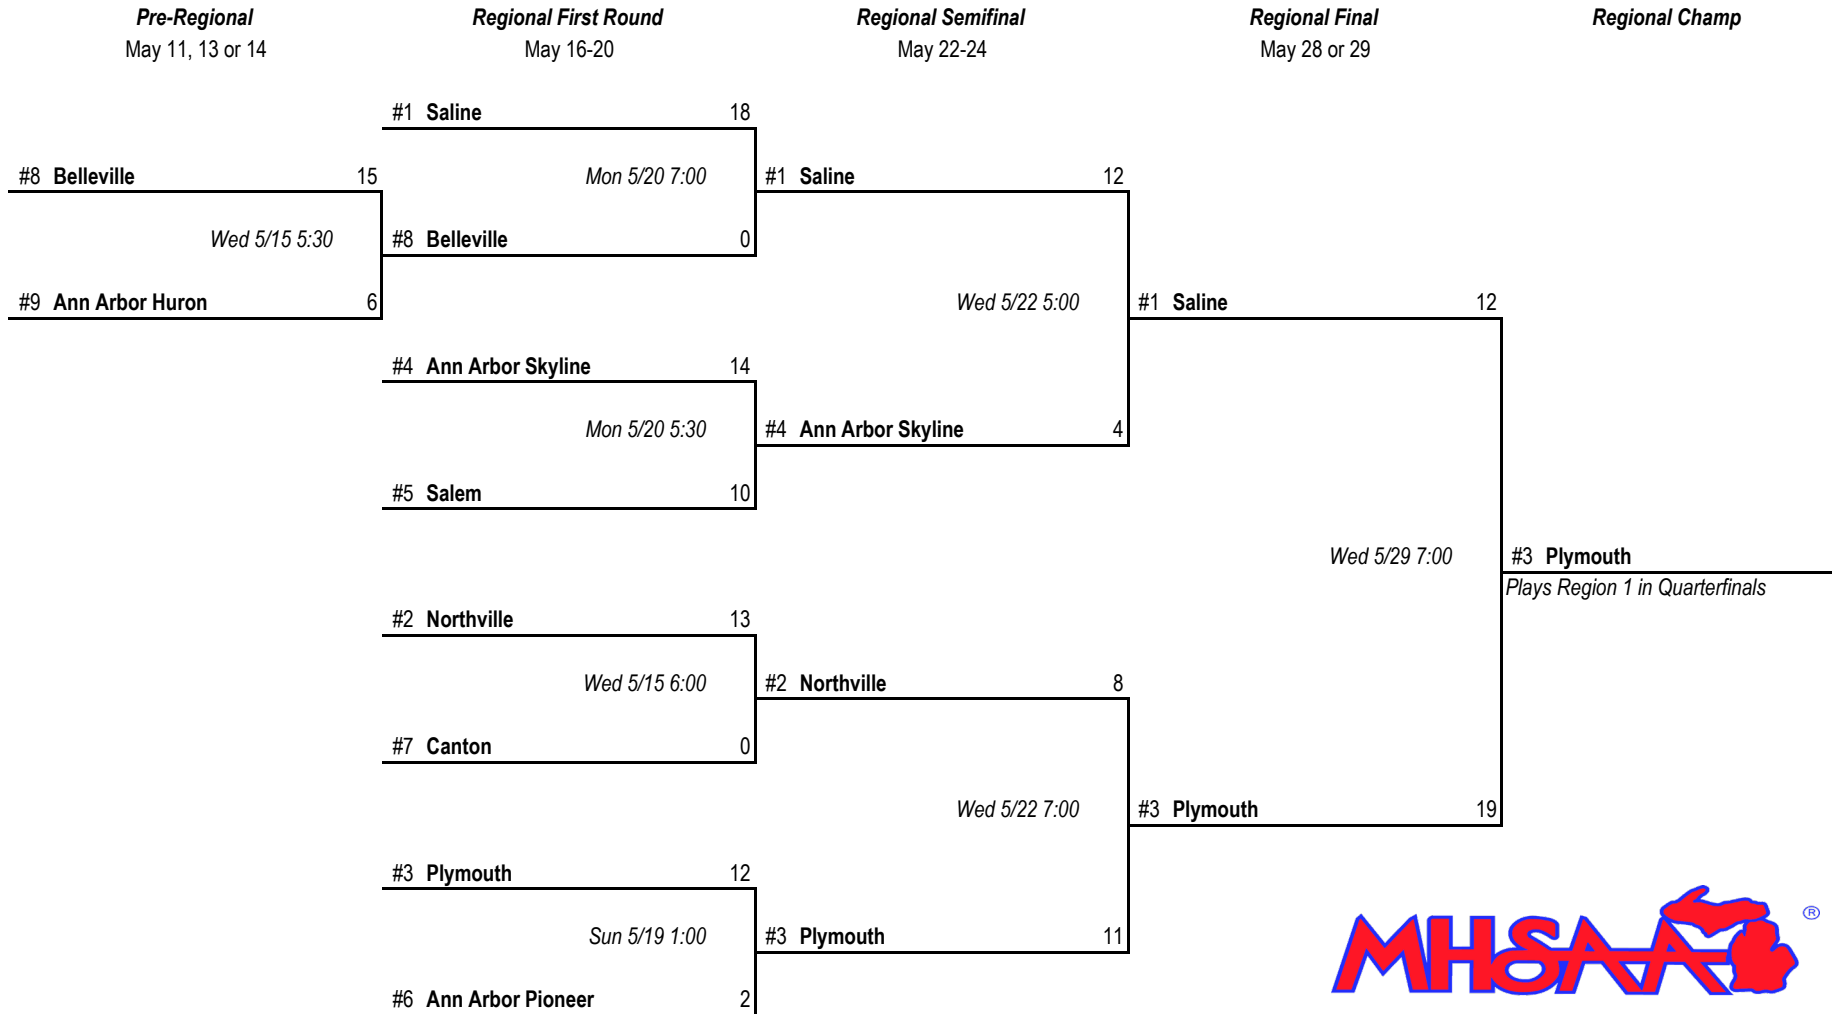 Pre-Regional Regional First Round Regional Semifinal Regional Final Regional Champ
May 11, 13 or 14 May 16-20 May 22-24 May 28 or 29
#1 Saline 18
#8 Belleville 15 Mon 5/20 7:00 #1 Saline 12
Wed 5/15 5:30 #8 Belleville 0
#9 Ann Arbor Huron 6 Wed 5/22 5:00 #1 Saline 12
#4 Ann Arbor Skyline 14
Mon 5/20 5:30 #4 Ann Arbor Skyline 4
#5 Salem 10
Wed 5/29 7:00 #3 Plymouth
Plays Region 1 in Quarterfinals
#2 Northville 13
Wed 5/15 6:00 #2 Northville 8
#7 Canton 0
Wed 5/22 7:00 #3 Plymouth 19
#3 Plymouth 12
Sun 5/19 1:00 #3 Plymouth 11
#6 Ann Arbor Pioneer 2
MHSAA ®